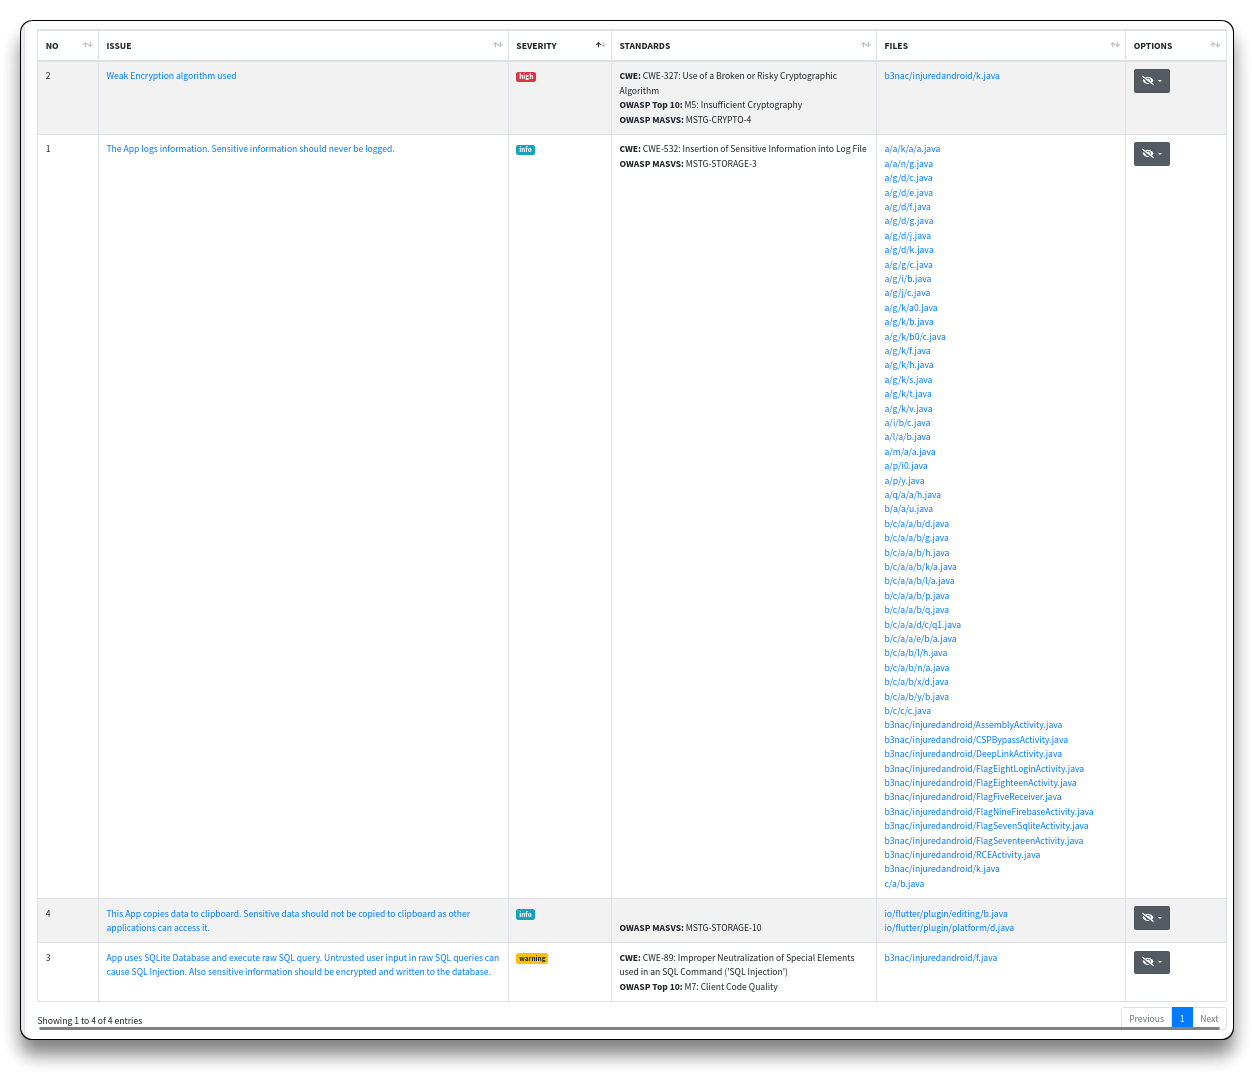 NO ISSUE SEVERITY STANDARDS FILES OPTIONS
2 Weak Encryption algorithm used high CWE: CWE-327: Use of a Broken or Risky Cryptographic b3nac/injuredandroid/k.java
Algorithm
OWASP Top 10: M5: Insufficient Cryptography
OWASP MASVS: MSTG-CRYPTO-4
1 The App logs information. Sensitive information should never be logged. info CWE: CWE-532: Insertion of Sensitive Information into Log File a/a/k/a/a.java
OWASP MASVS: MSTG-STORAGE-3 a/a/n/g.java
a/g/d/c.java
a/g/d/e.java
a/g/d/f.java
a/g/d/g.java
a/g/d/j.java
a/g/d/k.java
a/g/g/c.java
a/g/i/b.java
a/g/j/c.java
a/g/k/a0.java
a/g/k/b.java
a/g/k/b0/c.java
a/g/k/f.java
a/g/k/h.java
a/g/k/s.java
a/g/k/t.java
a/g/k/v.java
a/i/b/c.java
a/l/a/b.java
a/m/a/a.java
a/p/i0.java
a/p/y.java
a/q/a/a/h.java
b/a/a/u.java
b/c/a/a/b/d.java
b/c/a/a/b/g.java
b/c/a/a/b/h.java
b/c/a/a/b/k/a.java
b/c/a/a/b/l/a.java
b/c/a/a/b/p.java
b/c/a/a/b/q.java
b/c/a/a/d/c/q1.java
b/c/a/a/e/b/a.java
b/c/a/b/l/h.java
b/c/a/b/n/a.java
b/c/a/b/x/d.java
b/c/a/b/y/b.java
b/c/c/c.java
b3nac/injuredandroid/AssemblyActivity.java
b3nac/injuredandroid/CSPBypassActivity.java
b3nac/injuredandroid/DeepLinkActivity.java
b3nac/injuredandroid/FlagEightLoginActivity.java
b3nac/injuredandroid/FlagEighteenActivity.java
b3nac/injuredandroid/FlagFiveReceiver.java
b3nac/injuredandroid/FlagNineFirebaseActivity.java
b3nac/injuredandroid/FlagSevenSqliteActivity.java
b3nac/injuredandroid/FlagSeventeenActivity.java
b3nac/injuredandroid/RCEActivity.java
b3nac/injuredandroid/k.java
c/a/b.java
4 This App copies data to clipboard. Sensitive data should not be copied to clipboard as other info io/flutter/plugin/editing/b.java
applications can access it. OWASP MASVS: MSTG-STORAGE-10 io/flutter/plugin/platform/d.java
3 App uses SQLite Database and execute raw SQL query. Untrusted user input in raw SQL queries can warning CWE: CWE-89: Improper Neutralization of Special Elements b3nac/injuredandroid/f.java
cause SQL Injection. Also sensitive information should be encrypted and written to the database. used in an SQL Command ('SQL Injection')
OWASP Top 10: M7: Client Code Quality
Showing 1 to 4 of 4 entries Previous 1 Next